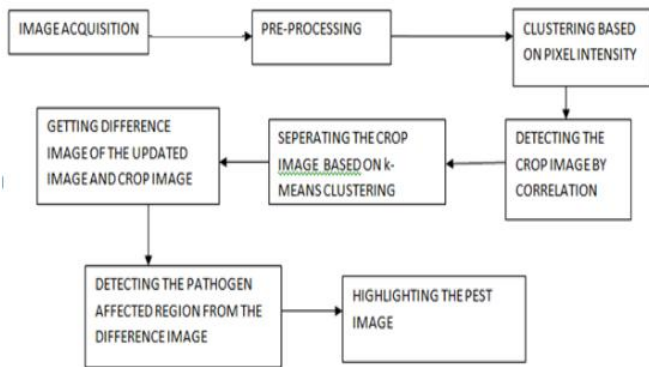 IMAGE ACQUISITION
PRE-PROCESSING
CLUSTERING BASED
ON PIXEL INTENSITY
DETECTING THE
CROP IMAGE BY
CORRELATION
SEPERATING THE CROP
IMAGE BASED ON k-
MEANS CLUSTERING
GETTING DIFFERENCE
IMAGE OF THE UPDATED
IMAGE AND CROP IMAGE
DETECTING THE PATHOGEN
AFFECTED REGION FROM THE
DIFFERENCE IMAGE
HIGHLIGHTING THE PEST
IMAGE